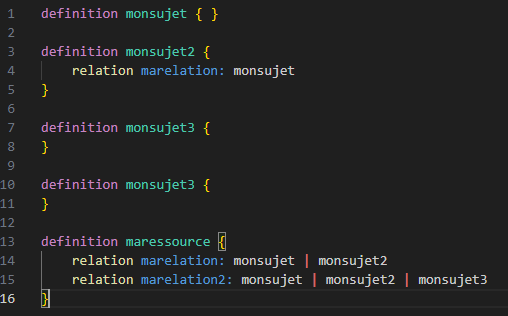 1 definition monsujet { }
2
3 definition monsujet2 {
4     relation marelation: monsujet
5 }
6
7 definition monsujet3 {
8 }
9
10 definition monsujet3 {
11 }
12
13 definition maressource {
14     relation marelation: monsujet | monsujet2
15     relation marelation2: monsujet | monsujet2 | monsujet3
16 }